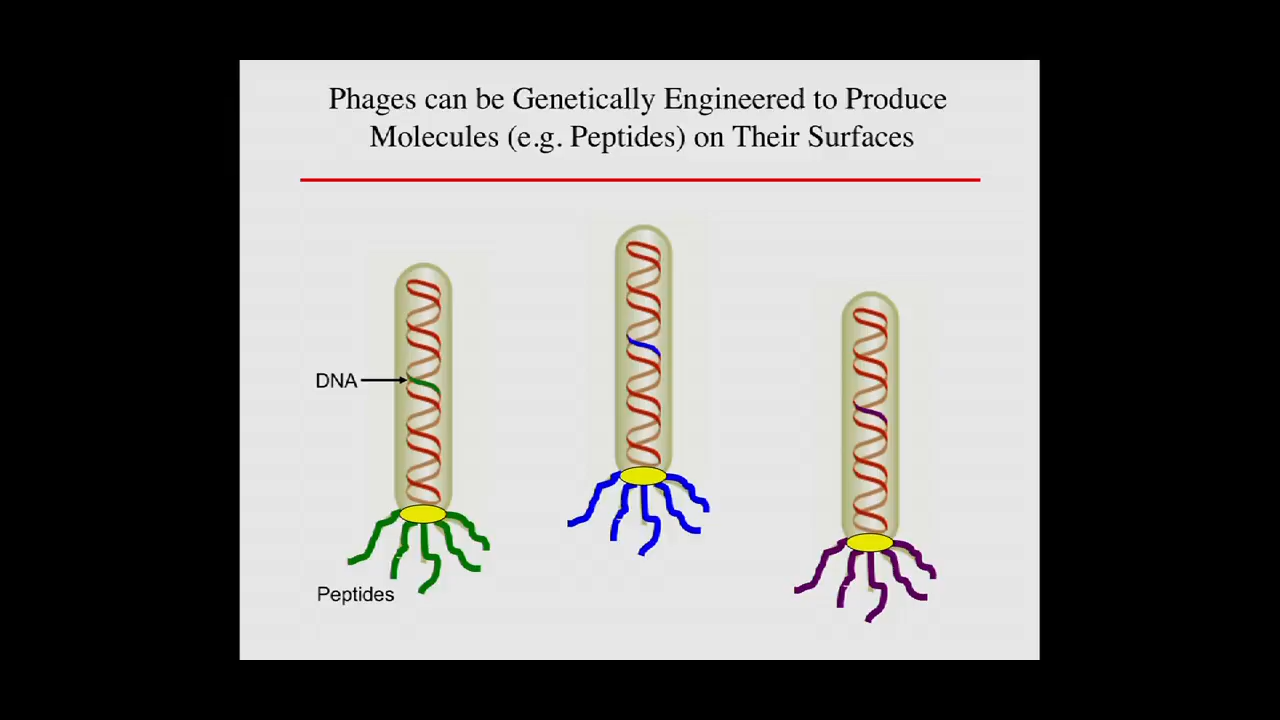 Phages can be Genetically Engineered to Produce
Molecules (e.g. Peptides) on Their Surfaces
DNA
Peptides